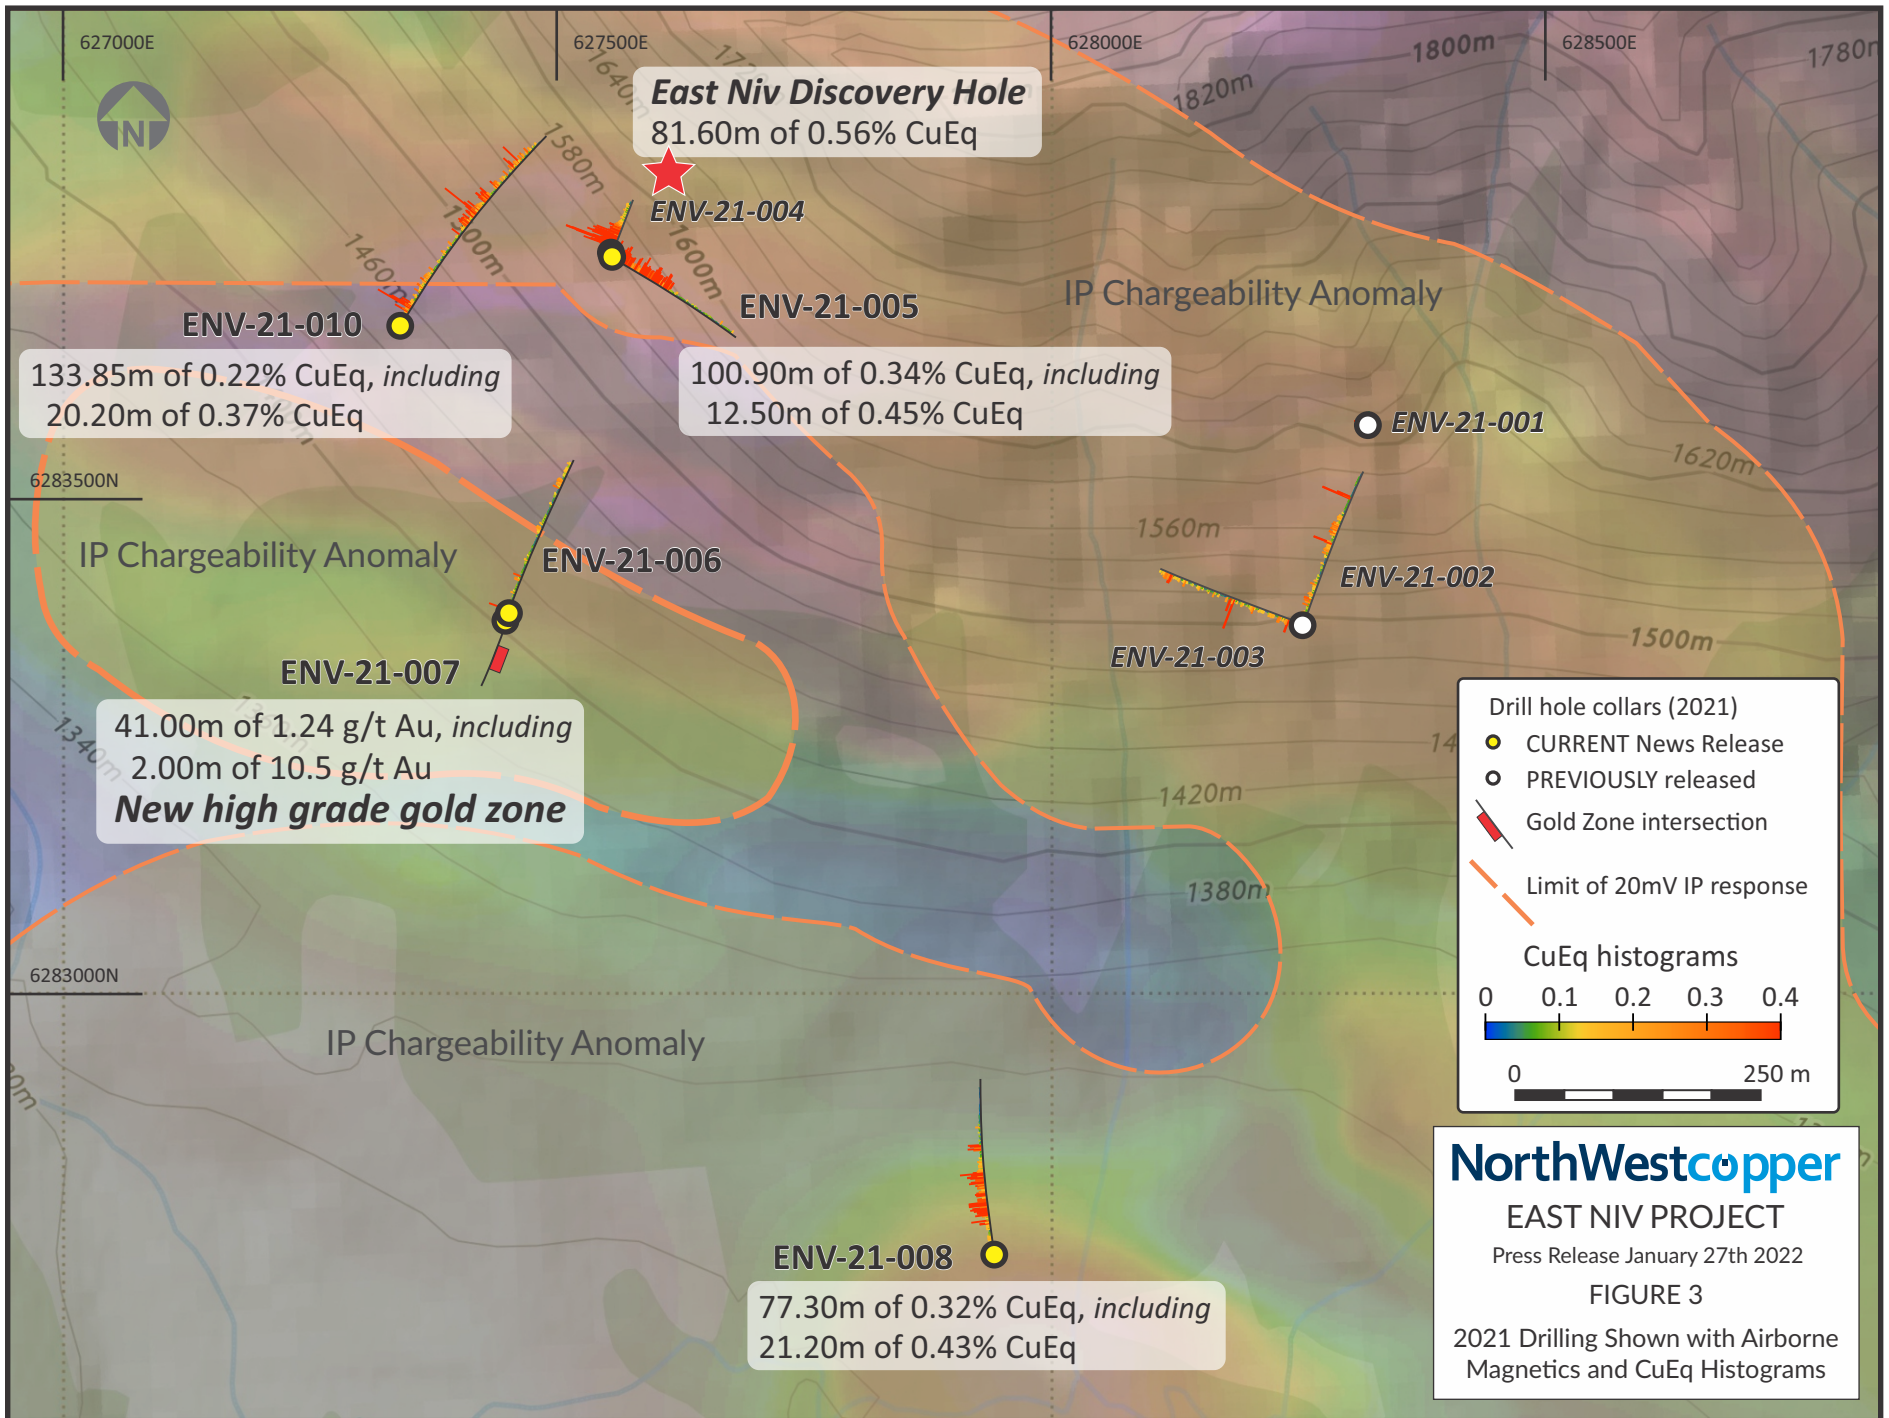 627000E
627500E
628000E
628500E
1640m
1800m
1780m
1820m
N
East Niv Discovery Hole
81.60m of 0.56% CuEq
1580m
ENV-21-004
1500m
1460m
1600m
IP Chargeability Anomaly
ENV-21-005
ENV-21-010
133.85m of 0.22% CuEq, including
20.20m of 0.37% CuEq
100.90m of 0.34% CuEq, including
12.50m of 0.45% CuEq
ENV-21-001
1620m
6283500N
1560m
IP Chargeability Anomaly
ENV-21-006
ENV-21-002
1500m
ENV-21-003
ENV-21-007
41.00m of 1.24 g/t Au, including
2.00m of 10.5 g/t Au
New high grade gold zone
1340m
1420m
1380m
6283000N
IP Chargeability Anomaly
ENV-21-008
77.30m of 0.32% CuEq, including
21.20m of 0.43% CuEq
Drill hole collars (2021)
CURRENT News Release
PREVIOUSLY released
Gold Zone intersection
Limit of 20mV IP response
CuEq histograms
0 0.1 0.2 0.3 0.4
0 250 m
NorthWestcopper
EAST NIV PROJECT
Press Release January 27th 2022
FIGURE 3
2021 Drilling Shown with Airborne
Magnetics and CuEq Histograms